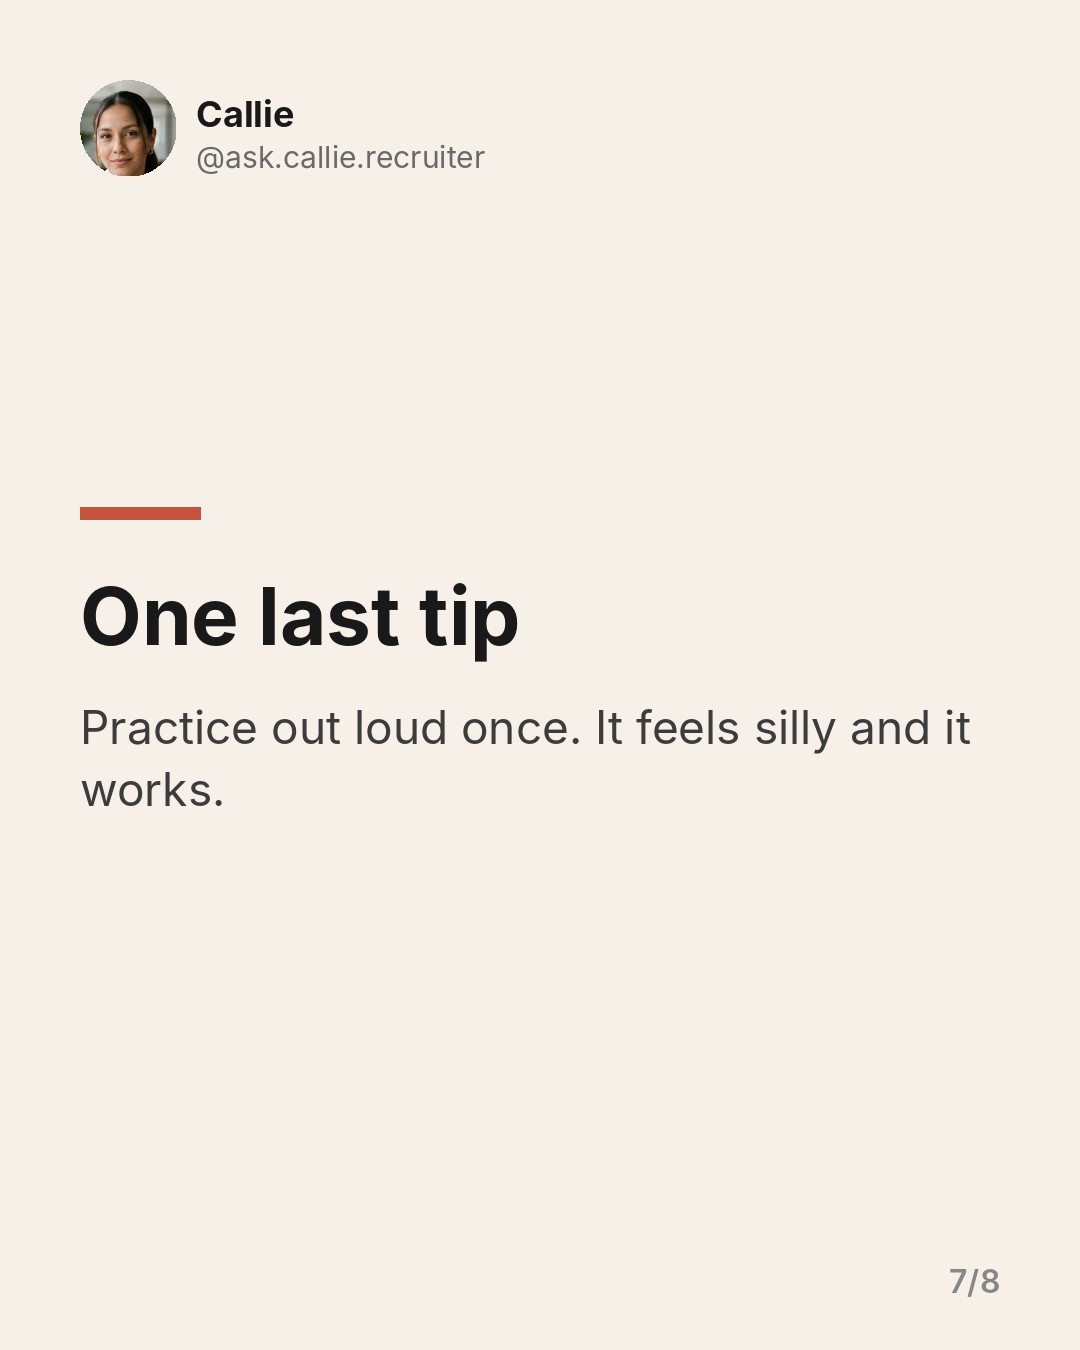 Callie
@ask.callie.recruiter
One last tip
Practice out loud once. It feels silly and it
works.
7/8